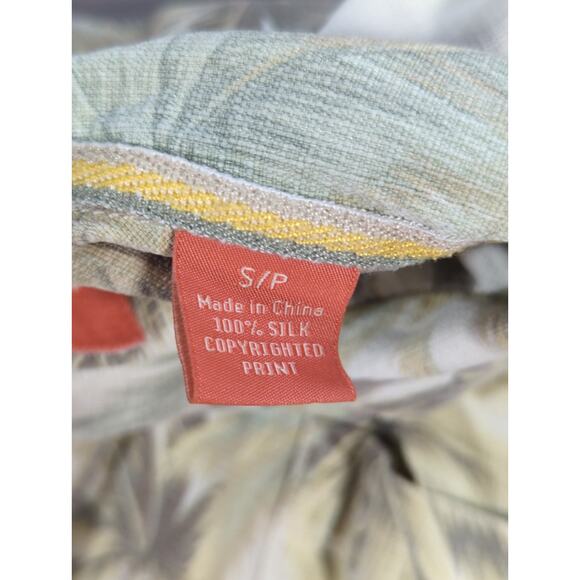 S/P
Made in China
100% SILK
COPYRIGHTED
PRINT